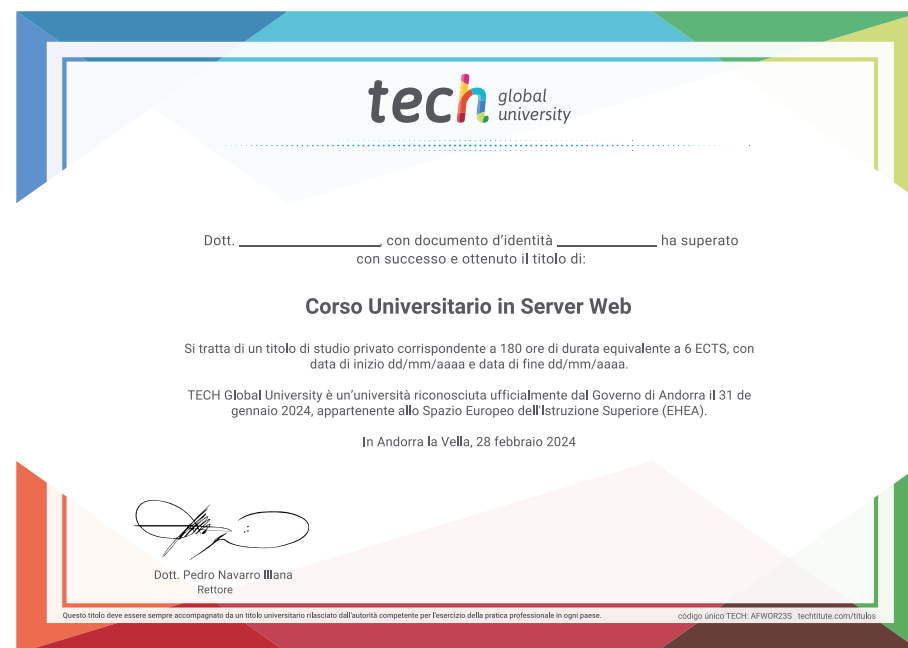 tech global university
Dott. ____________________, con documento d'identità ______________ ha superato
con successo e ottenuto il titolo di:
Corso Universitario in Server Web
Si tratta di un titolo di studio privato corrispondente a 180 ore di durata equivalente a 6 ECTS, con
data di inizio dd/mm/aaaa e data di fine dd/mm/aaaa.
TECH Global University è un'università riconosciuta ufficialmente dal Governo di Andorra il 31 de
gennaio 2024, appartenente allo Spazio Europeo dell'Istruzione Superiore (EHEA).
In Andorra la Vella, 28 febbraio 2024
Dott. Pedro Navarro Illana
Rettore
Questo titolo deve essere sempre accompagnato da un titolo universitario rilasciato dall'autorità competente per l'esercizio della pratica professionale in ogni paese.
código único TECH: AFWOR23S techtitute.com/titulos